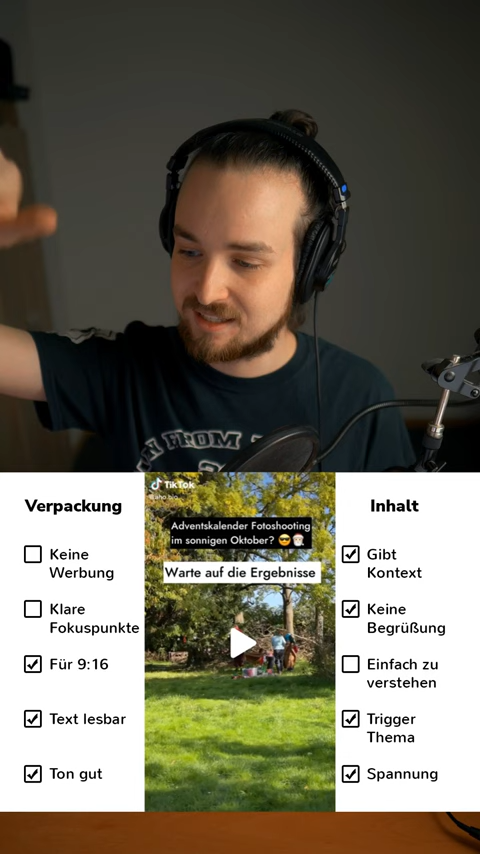 Verpackung
Keine
Werbung
Klare
Fokuspunkte
Für 9:16
Text lesbar
Ton gut
TikTok
Adventskalender Fotoshooting
im sonnigen Oktober? 😎🎅
Warte auf die Ergebnisse
Inhalt
Gibt
Kontext
Keine
Begrüßung
Einfach zu
verstehen
Trigger
Thema
Spannung